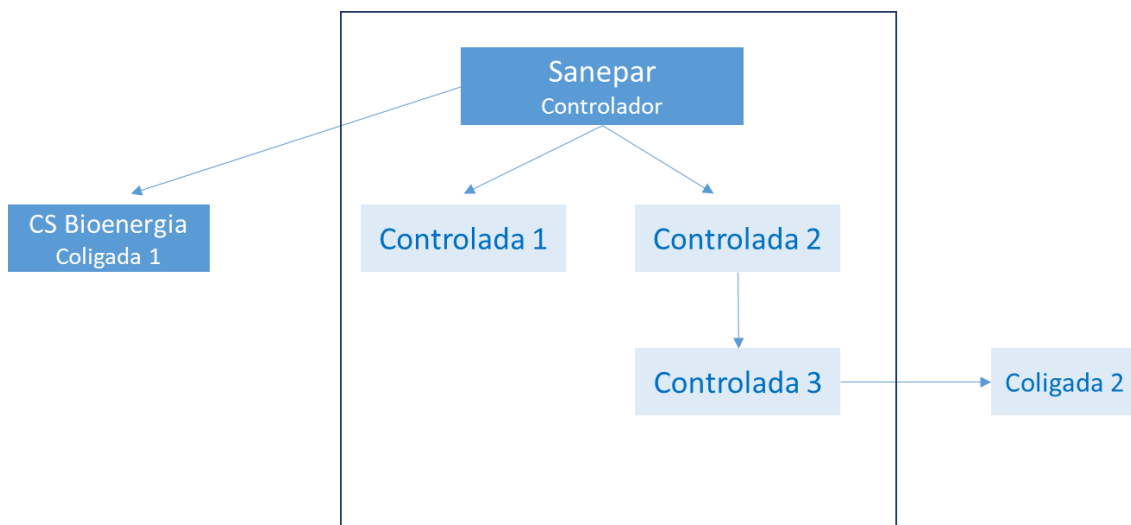 Sanepar
Controlador
CS Bioenergia
Coligada 1
Controlada 1
Controlada 2
Controlada 3
Coligada 2